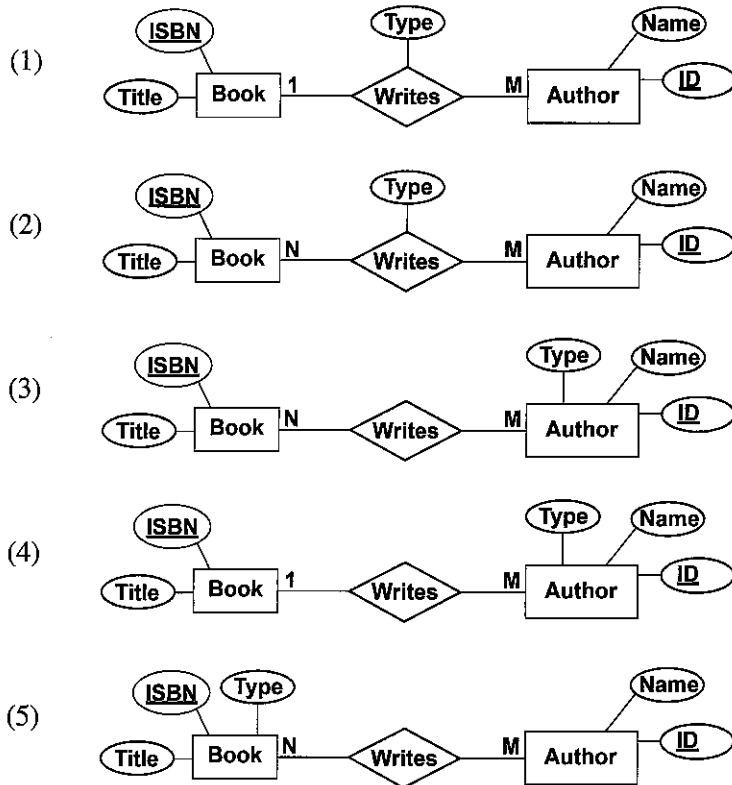 (1) ISBN Type Name
Title Book 1 Writes M Author ID
(2) ISBN Type Name
Title Book N Writes M Author ID
(3) ISBN Type Name
Title Book N Writes M Author ID
(4) ISBN Type Name
Title Book 1 Writes M Author ID
(5) ISBN Type Name
Title Book N Writes M Author ID